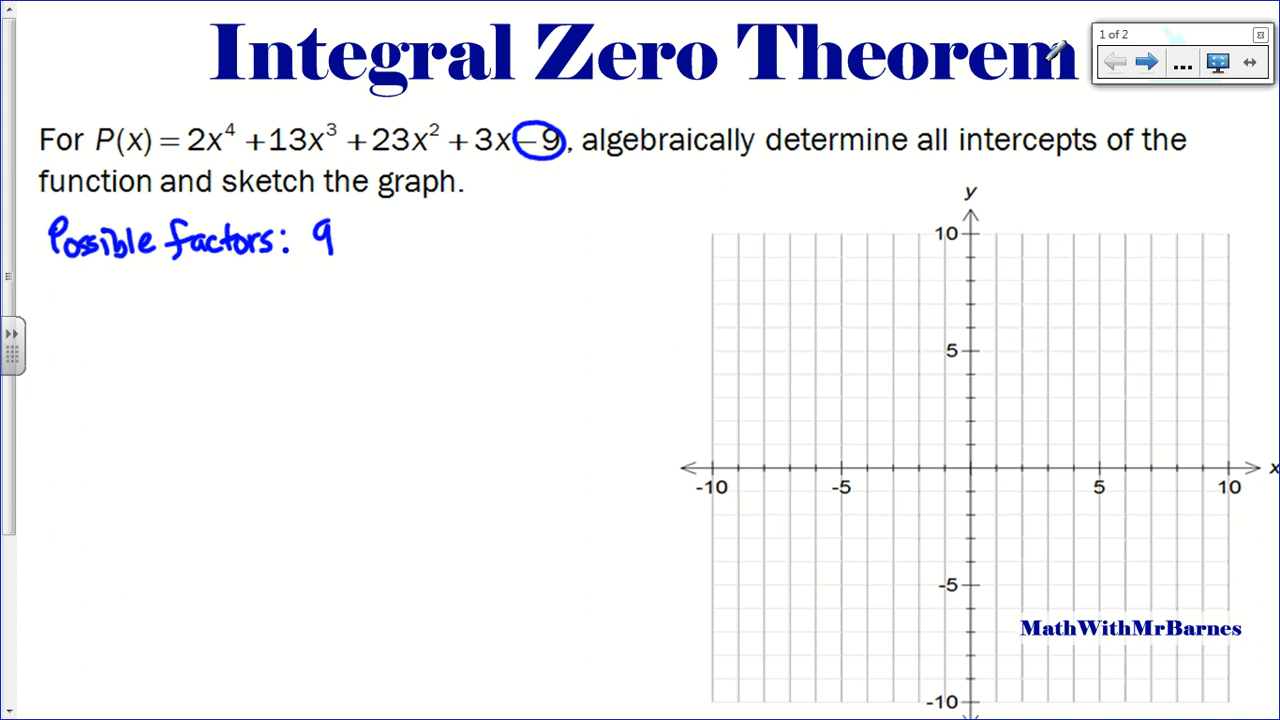 Integral Zero Theorem
1 of 2
...
For P(x) = 2x⁴ + 13x³ + 23x² + 3x − 9, algebraically determine all intercepts of the
function and sketch the graph.
Possible factors: 9
y
10
5
-10 -5 5 10 x
-5
MathWithMrBarnes
-10